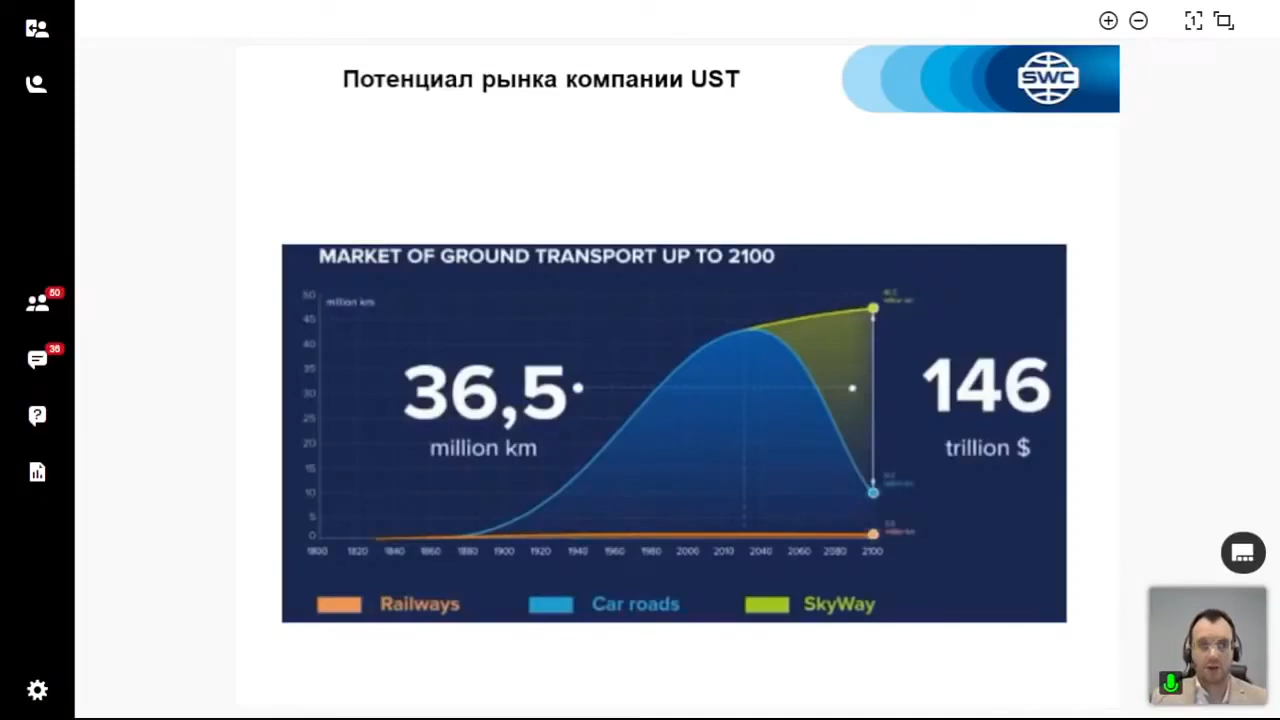 1
Потенциал рынка компании UST
SWC
MARKET OF GROUND TRANSPORT UP TO 2100
50
million km
45
40
35
30
25
20
15
10
5
0
36,5
million km
146
trillion $
1800 1820 1840 1860 1880 1900 1920 1940 1960 1980 2000 2010 2040 2060 2080 2100
Railways
Car roads
SkyWay
50
36
?